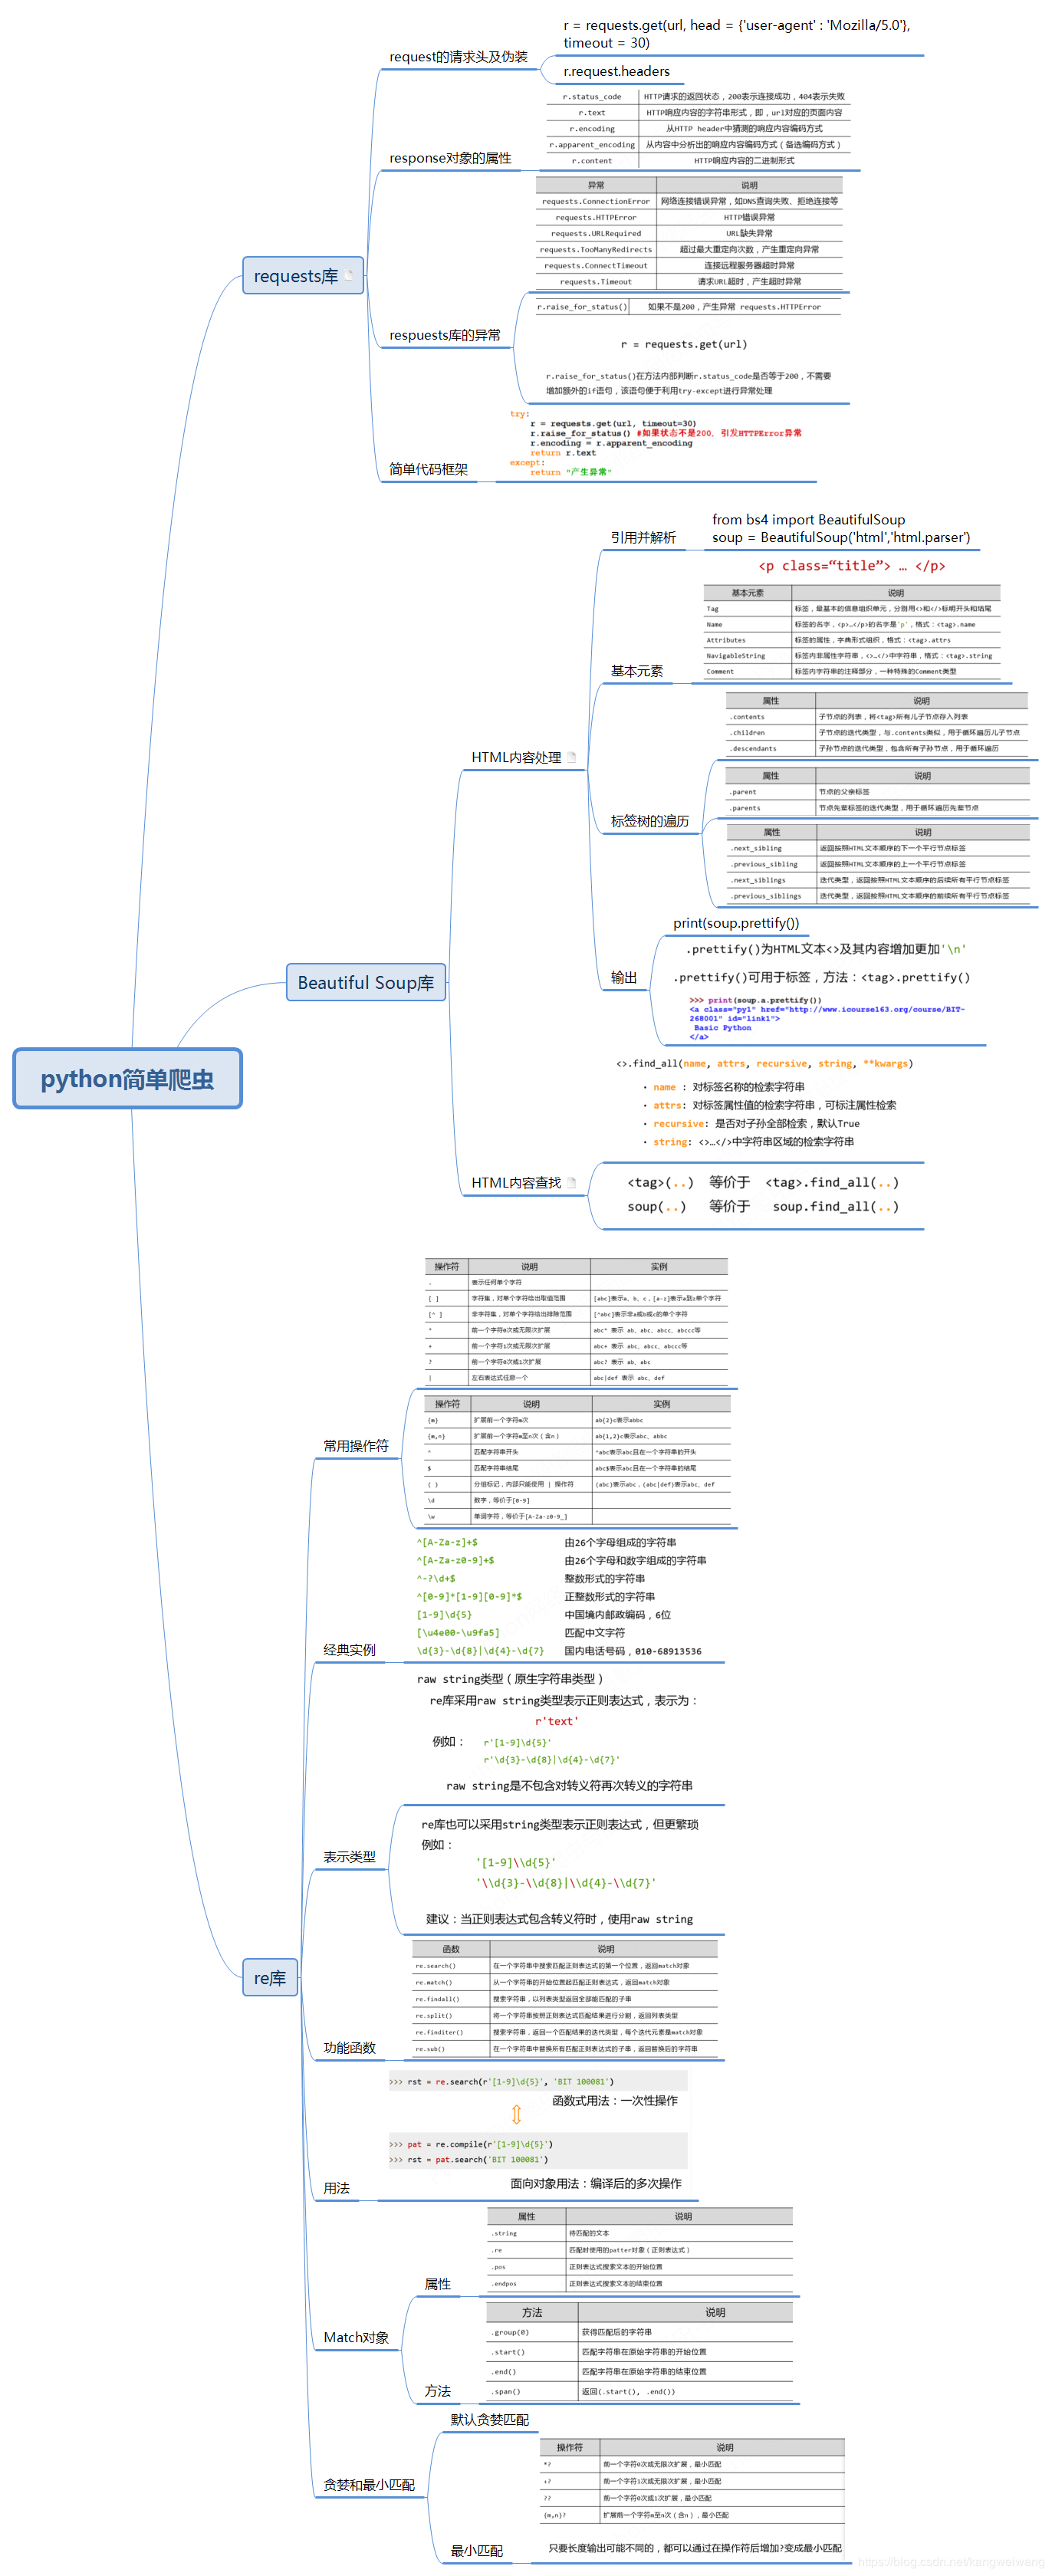 r = requests.get(url, head = {'user-agent' : 'Mozilla/5.0'},
timeout = 30)
request的请求头及伪装
r.request.headers
r.status_code HTTP请求的返回状态，200表示连接成功，404表示失败
r.text HTTP响应内容的字符串形式，即，url对应的页面内容
r.encoding 从HTTP header中猜测的响应内容编码方式
r.apparent_encoding 从内容中分析出的响应内容编码方式（备选编码方式）
r.content HTTP响应内容的二进制形式
response对象的属性
异常 说明
requests.ConnectionError 网络连接错误异常，如DNS查询失败、拒绝连接等
requests.HTTPError HTTP错误异常
requests.URLRequired URL缺失异常
requests.TooManyRedirects 超过最大重定向次数，产生重定向异常
requests.ConnectTimeout 连接远程服务器超时异常
requests.Timeout 请求URL超时，产生超时异常
requests库
r.raise_for_status() 如果不是200，产生异常 requests.HTTPError
respuests库的异常
r = requests.get(url)
r.raise_for_status()在方法内部判断r.status_code是否等于200，不需要
增加额外的if语句，该语句便于利用try-except进行异常处理
try:
r = requests.get(url, timeout=30)
r.raise_for_status() #如果状态不是200，引发HTTPError异常
r.encoding = r.apparent_encoding
return r.text
except:
return "产生异常"
简单代码框架
from bs4 import BeautifulSoup
soup = BeautifulSoup('html','html.parser')
引用并解析
<p class=“title”> … </p>
基本元素 说明
Tag 标签，最基本的信息组织单元，分别用<>和</>标明开头和结尾
Name 标签的名字，<p>…</p>的名字是'p'，格式：<tag>.name
Attributes 标签的属性，字典形式组织，格式：<tag>.attrs
NavigableString 标签内非属性字符串，<>…</>中字符串，格式：<tag>.string
Comment 标签内字符串的注释部分，一种特殊的Comment类型
基本元素
属性 说明
.contents 子节点的列表，将<tag>所有儿子节点存入列表
.children 子节点的迭代类型，与.contents类似，用于循环遍历儿子节点
.descendants 子孙节点的迭代类型，包含所有子孙节点，用于循环遍历
HTML内容处理
属性 说明
.parent 节点的父亲标签
.parents 节点先辈标签的迭代类型，用于循环遍历先辈节点
标签树的遍历
属性 说明
.next_sibling 返回按照HTML文本顺序的下一个平行节点标签
.previous_sibling 返回按照HTML文本顺序的上一个平行节点标签
.next_siblings 迭代类型，返回按照HTML文本顺序的后续所有平行节点标签
.previous_siblings 迭代类型，返回按照HTML文本顺序的前续所有平行节点标签
print(soup.prettify())
.prettify()为HTML文本<>及其内容增加更加'\n'
.prettify()可用于标签，方法：<tag>.prettify()
输出
Beautiful Soup库
>>> print(soup.a.prettify())
<a class="py1" href="http://www.icourse163.org/course/BIT-
268001" id="link1">
Basic Python
</a>
python简单爬虫
<>.find_all(name, attrs, recursive, string, **kwargs)
• name : 对标签名称的检索字符串
• attrs: 对标签属性值的检索字符串，可标注属性检索
• recursive: 是否对子孙全部检索，默认True
• string: <>…</>中字符串区域的检索字符串
HTML内容查找
<tag>(..) 等价于 <tag>.find_all(..)
soup(..) 等价于 soup.find_all(..)
操作符 说明 实例
. 表示任何单个字符
[ ] 字符集，对单个字符给出取值范围 [abc]表示a、b、c，[a-z]表示a到z单个字符
[^ ] 非字符集，对单个字符给出排除范围 [^abc]表示非a或b或c的单个字符
* 前一个字符0次或无限次扩展 abc* 表示 ab、abc、abcc、abccc等
+ 前一个字符1次或无限次扩展 abc+ 表示 abc、abcc、abccc等
? 前一个字符0次或1次扩展 abc? 表示 ab、abc
| 左右表达式任意一个 abc|def 表示 abc、def
操作符 说明 实例
{m} 扩展前一个字符m次 ab{2}c表示abbc
{m,n} 扩展前一个字符m至n次（含n） ab{1,2}c表示abc、abbc
常用操作符
^ 匹配字符串开头 ^abc表示abc且在一个字符串的开头
$ 匹配字符串结尾 abc$表示abc且在一个字符串的结尾
( ) 分组标记，内部只能使用 | 操作符 (abc)表示abc，(abc|def)表示abc、def
\d 数字，等价于[0-9]
\w 单词字符，等价于[A-Za-z0-9_]
^[A-Za-z]+$ 由26个字母组成的字符串
^[A-Za-z0-9]+$ 由26个字母和数字组成的字符串
^-?\d+$ 整数形式的字符串
^[0-9]*[1-9][0-9]*$ 正整数形式的字符串
[1-9]\d{5} 中国境内邮政编码，6位
[\u4e00-\u9fa5] 匹配中文字符
\d{3}-\d{8}|\d{4}-\d{7} 国内电话号码，010-68913536
经典实例
raw string类型（原生字符串类型）
re库采用raw string类型表示正则表达式，表示为：
r'text'
例如： r'[1-9]\d{5}'
r'\d{3}-\d{8}|\d{4}-\d{7}'
raw string是不包含对转义符再次转义的字符串
re库也可以采用string类型表示正则表达式，但更繁琐
例如：
表示类型
'[1-9]\\d{5}'
'\\d{3}-\\d{8}|\\d{4}-\\d{7}'
建议：当正则表达式包含转义符时，使用raw string
re库
函数 说明
re.search() 在一个字符串中搜索匹配正则表达式的第一个位置，返回match对象
re.match() 从一个字符串的开始位置起匹配正则表达式，返回match对象
re.findall() 搜索字符串，以列表类型返回全部能匹配的子串
re.split() 将一个字符串按照正则表达式匹配结果进行分割，返回列表类型
re.finditer() 搜索字符串，返回一个匹配结果的迭代类型，每个迭代元素是match对象
re.sub() 在一个字符串中替换所有匹配正则表达式的子串，返回替换后的字符串
功能函数
>>> rst = re.search(r'[1-9]\d{5}', 'BIT 100081')
函数式用法：一次性操作
>>> pat = re.compile(r'[1-9]\d{5}')
>>> rst = pat.search('BIT 100081')
面向对象用法：编译后的多次操作
用法
属性 说明
.string 待匹配的文本
.re 匹配时使用的patter对象（正则表达式）
.pos 正则表达式搜索文本的开始位置
.endpos 正则表达式搜索文本的结束位置
属性
方法 说明
.group(0) 获得匹配后的字符串
.start() 匹配字符串在原始字符串的开始位置
.end() 匹配字符串在原始字符串的结束位置
.span() 返回(.start(), .end())
Match对象
方法
默认贪婪匹配
操作符 说明
*? 前一个字符0次或无限次扩展，最小匹配
+? 前一个字符1次或无限次扩展，最小匹配
?? 前一个字符0次或1次扩展，最小匹配
{m,n}? 扩展前一个字符m至n次（含n），最小匹配
贪婪和最小匹配
只要长度输出可能不同的，都可以通过在操作符后增加?变成最小匹配
最小匹配
https://blog.csdn.net/kangweiwang